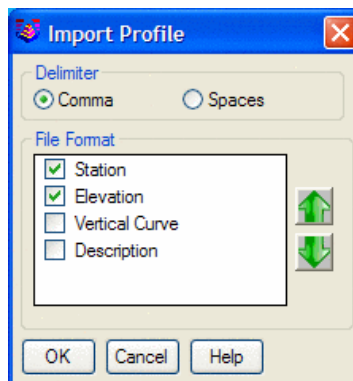 Import Profile
Delimiter
Comma Spaces
File Format
Station
Elevation
Vertical Curve
Description
OK Cancel Help